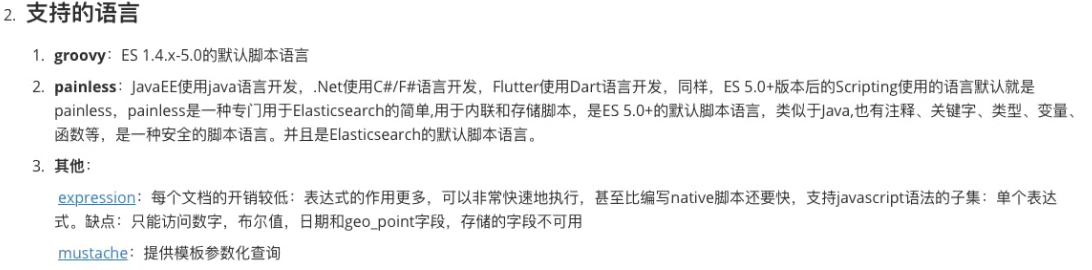 2. 支持的语言
1. groovy：ES 1.4.x-5.0的默认脚本语言
2. painless：JavaEE使用java语言开发，.Net使用C#/F#语言开发，Flutter使用Dart语言开发，同样，ES 5.0+版本后的Scripting使用的语言默认就是
painless，painless是一种专门用于Elasticsearch的简单,用于内联和存储脚本，是ES 5.0+的默认脚本语言，类似于Java,也有注释、关键字、类型、变量、
函数等，是一种安全的脚本语言。并且是Elasticsearch的默认脚本语言。
3. 其他：
expression：每个文档的开销较低：表达式的作用更多，可以非常快速地执行，甚至比编写native脚本还要快，支持javascript语法的子集：单个表达
式。缺点：只能访问数字，布尔值，日期和geo_point字段，存储的字段不可用
mustache：提供模板参数化查询